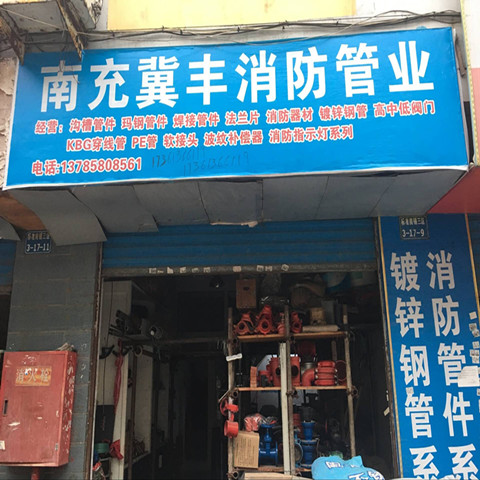 南充冀丰消防管业
经营：沟槽管件 玛钢管件 焊接管件 法兰片 消防器材 镀锌钢管 高中低阀门
KBG穿线管 PE管 软接头 波纹补偿器 消防指示灯系列
电话:13785808561
3-17-11
3-17-9
消防管件系
镀锌钢管系